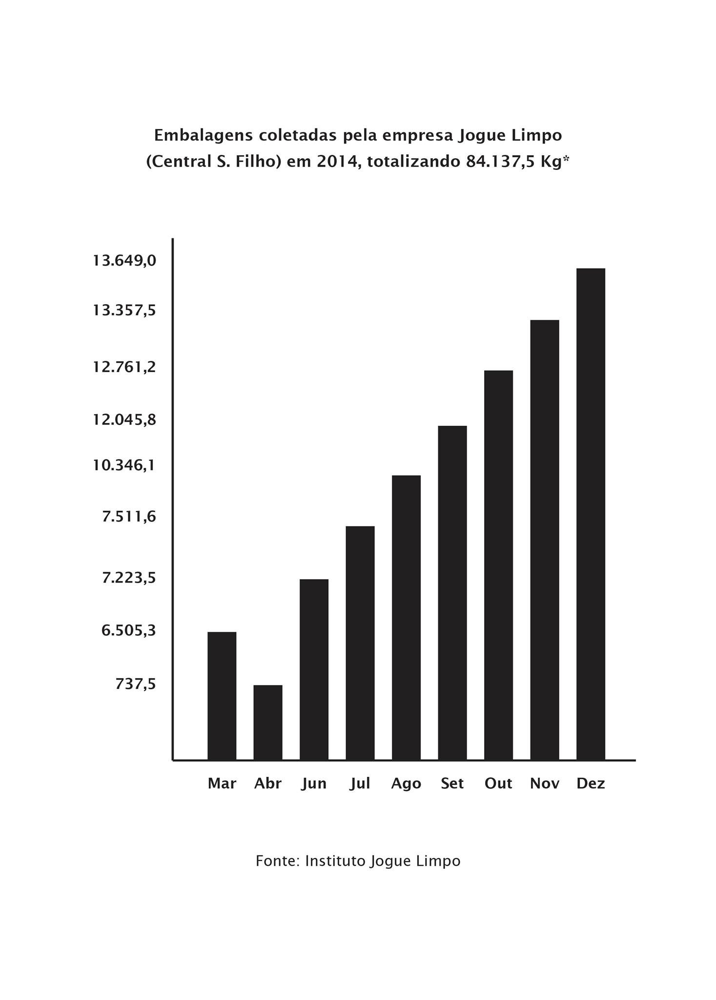 Embalagens coletadas pela empresa Jogue Limpo
(Central S. Filho) em 2014, totalizando 84.137,5 Kg*
13.649,0
13.357,5
12.761,2
12.045,8
10.346,1
7.511,6
7.223,5
6.505,3
737,5
Mar Abr Jun Jul Ago Set Out Nov Dez
Fonte: Instituto Jogue Limpo